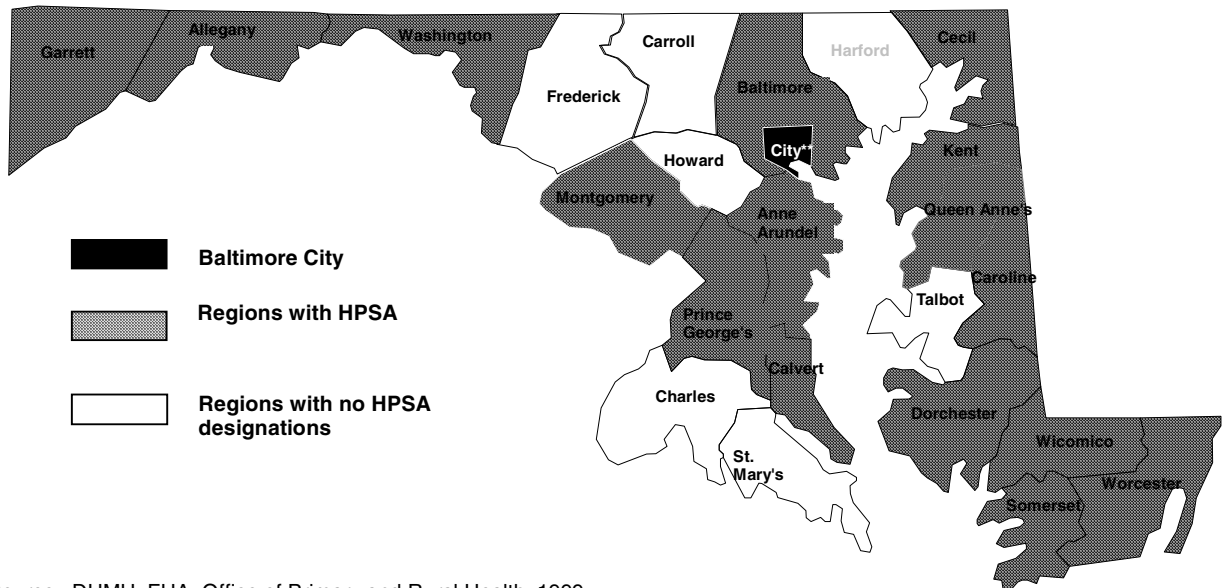 Garrett
Allegany
Washington
Frederick
Carroll
Baltimore
Harford
Cecil
City**
Howard
Montgomery
Anne
Arundel
Kent
Queen Anne's
Caroline
Talbot
Prince
George's
Calvert
Charles
St.
Mary's
Dorchester
Wicomico
Worcester
Somerset
Baltimore City
Regions with HPSA
Regions with no HPSA
designations